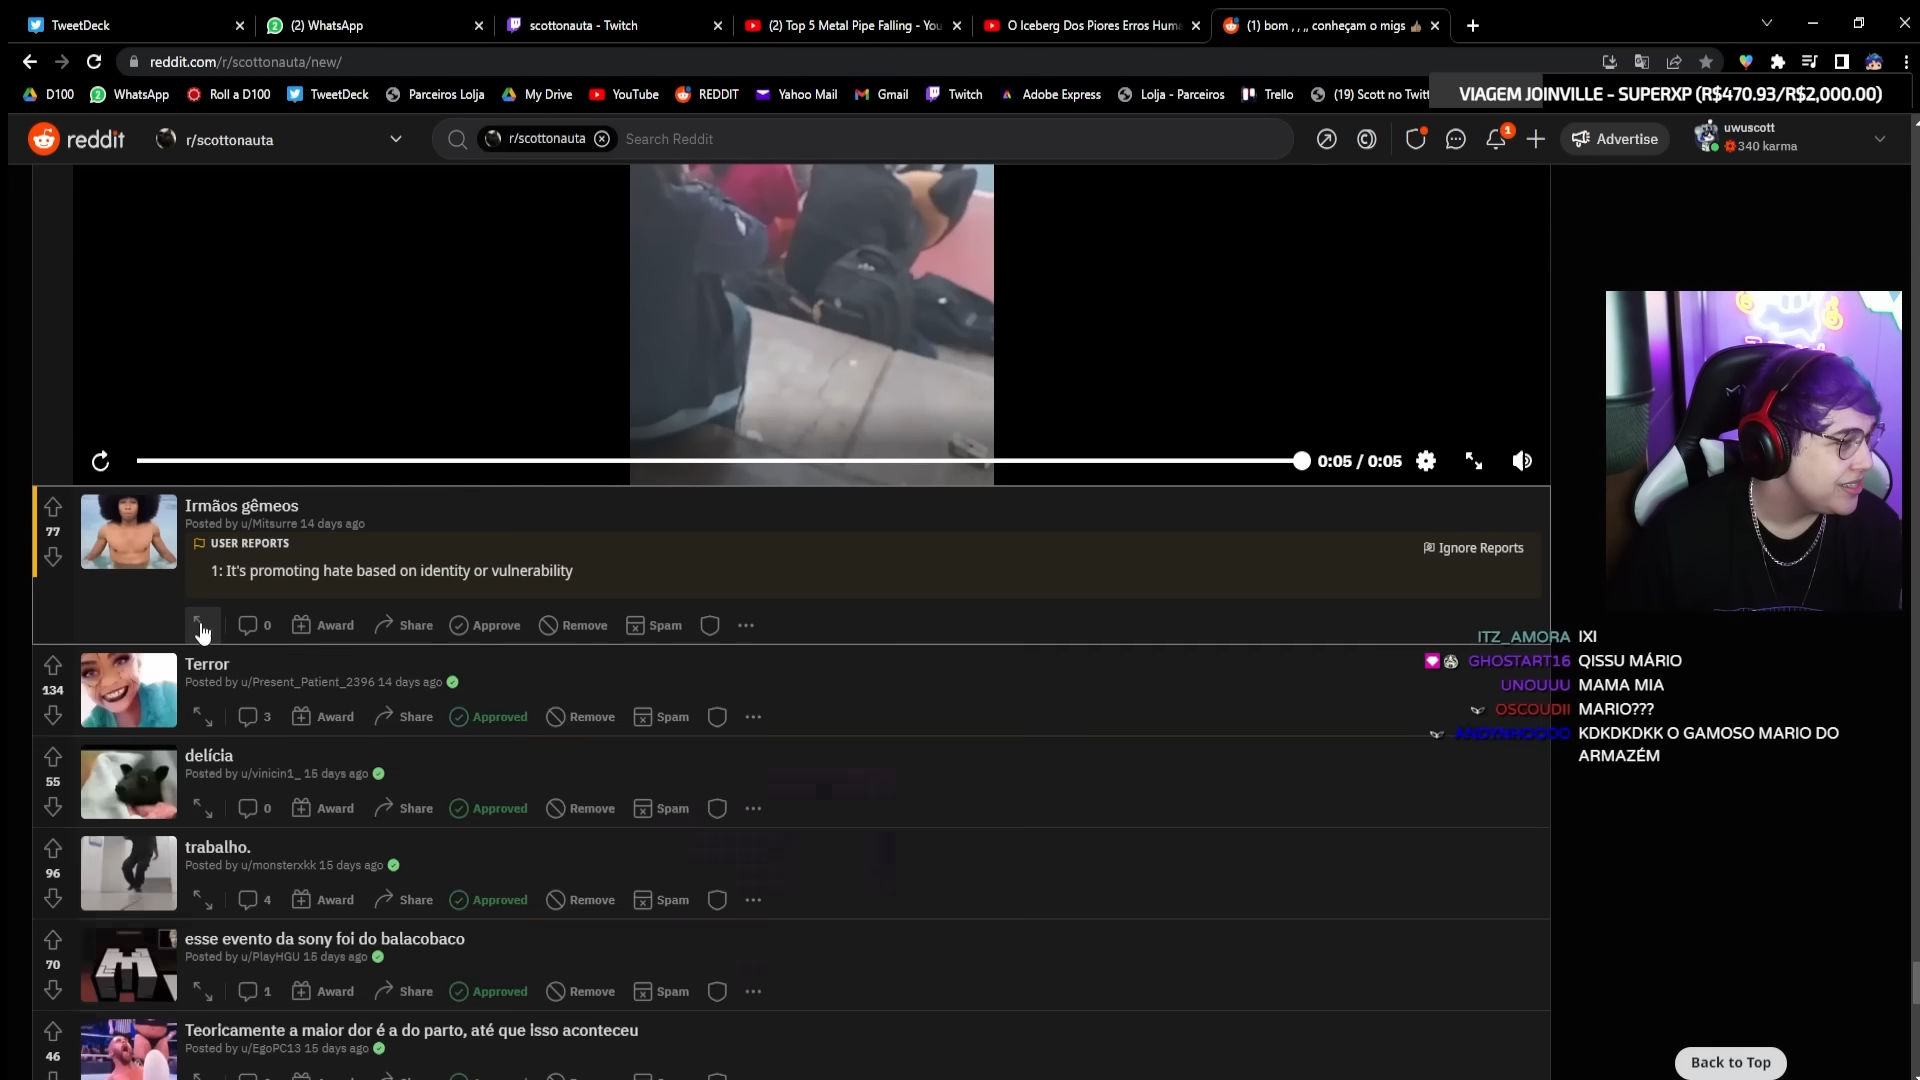 TweetDeck
(2) WhatsApp
scottonauta - Twitch
(2) Top 5 Metal Pipe Falling - You
O Iceberg Dos Piores Erros Huma
(1) bom , , ,, conheçam o migs
reddit.com/r/scottonauta/new/
D100
WhatsApp
Roll a D100
TweetDeck
Parceiros Lolja
My Drive
YouTube
REDDIT
Yahoo Mail
Gmail
Twitch
Adobe Express
Lolja - Parceiros
Trello
(19) Scott no Twitt
VIAGEM JOINVILLE - SUPERXP (R$470.93/R$2,000.00)
reddit
r/scottonauta
r/scottonauta
Search Reddit
1
Advertise
uwuscott
340 karma
0:05 / 0:05
77
Irmãos gêmeos
Posted by u/Mitsurre 14 days ago
USER REPORTS
Ignore Reports
1: It's promoting hate based on identity or vulnerability
0 Award Share Approve Remove Spam
134
Terror
Posted by u/Present_Patient_2396 14 days ago
3 Award Share Approved Remove Spam
55
delícia
Posted by u/vinicin1_ 15 days ago
0 Award Share Approved Remove Spam
96
trabalho.
Posted by u/monsterxkk 15 days ago
4 Award Share Approved Remove Spam
70
esse evento da sony foi do balacobaco
Posted by u/PlayHGU 15 days ago
1 Award Share Approved Remove Spam
46
Teoricamente a maior dor é a do parto, até que isso aconteceu
Posted by u/EgoPC13 15 days ago
ITZ_AMORA IXI
GHOSTART16 QISSU MÁRIO
UNOUUU MAMA MIA
OSCOUDII MARIO???
ANDYNHOOOO KDKDKDKK O GAMOSO MARIO DO
ARMAZÉM
Back to Top